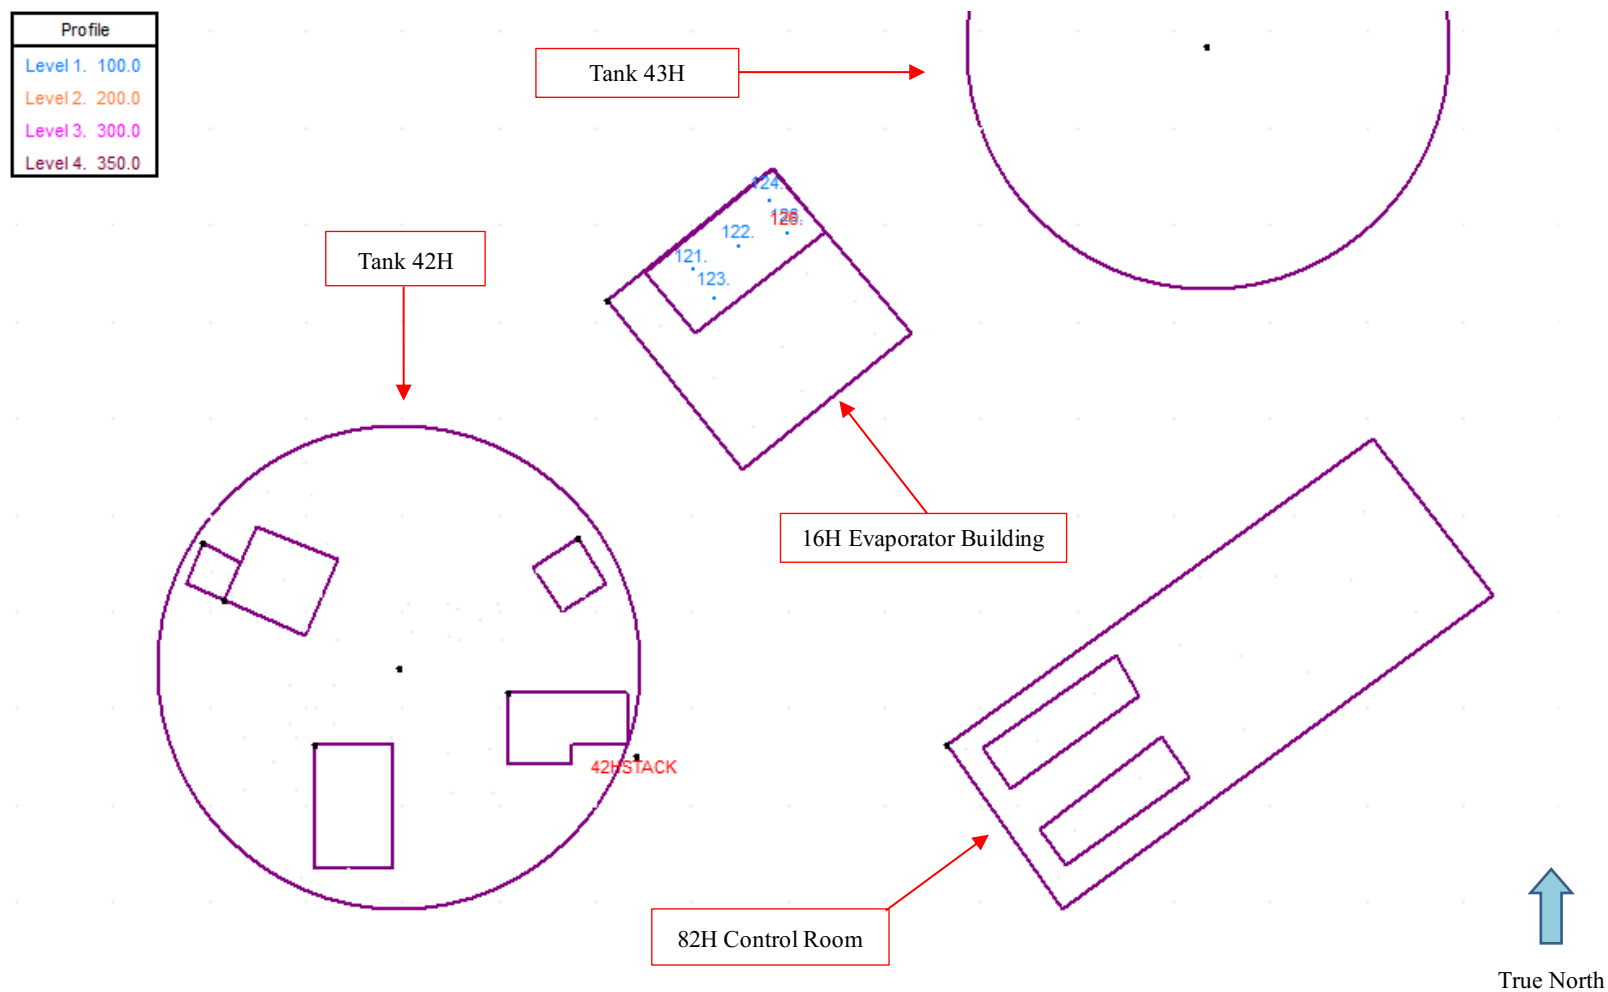 Profile
Level 1. 100.0
Level 2. 200.0
Level 3. 300.0
Level 4. 350.0
Tank 43H
124.
126.
122.
121.
123.
Tank 42H
16H Evaporator Building
42HSTACK
82H Control Room
True North